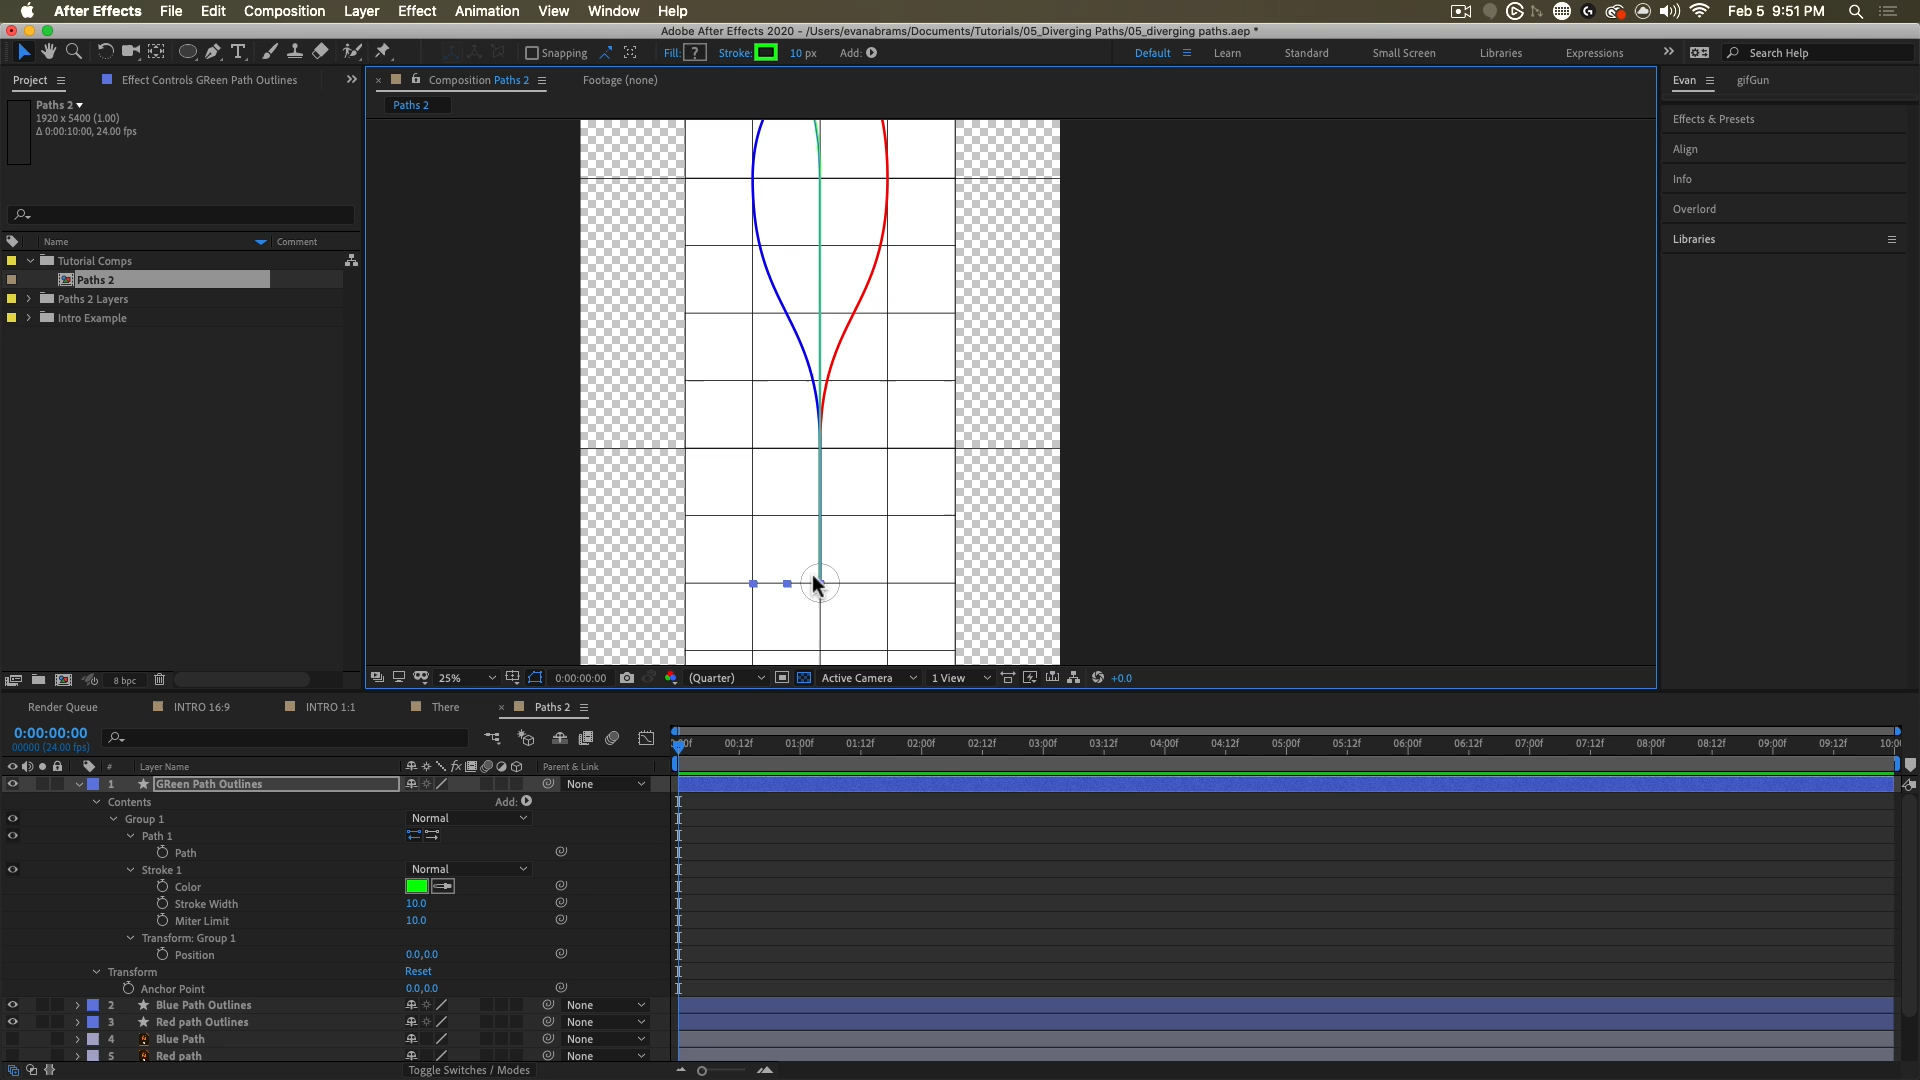 After Effects File Edit Composition Layer Effect Animation View Window Help Feb 5 9:51 PM
Adobe After Effects 2020 - /Users/evanabrams/Documents/Tutorials/05_Diverging Paths/05_diverging paths.aep *
Snapping Fill: ? Stroke: 10 px Add: Default Learn Standard Small Screen Libraries Expressions Search Help
Project Effect Controls GReen Path Outlines Composition Paths 2 Footage (none) Evan gifGun
Paths 2
1920 x 5400 (1.00)
Δ 0:00:10:00, 24.00 fps
Paths 2
Effects & Presets
Align
Info
Overlord
Libraries
Name Comment
Tutorial Comps
Paths 2
Paths 2 Layers
Intro Example
8 bpc 25% 0:00:00:00 (Quarter) Active Camera 1 View +0.0
Render Queue INTRO 16:9 INTRO 1:1 There Paths 2
0:00:00:00
00000 (24.00 fps)
00:12f 01:00f 01:12f 02:00f 02:12f 03:00f 03:12f 04:00f 04:12f 05:00f 05:12f 06:00f 06:12f 07:00f 07:12f 08:00f 08:12f 09:00f 09:12f 10:0
# Layer Name Parent & Link
1 GReen Path Outlines None
Contents Add:
Group 1 Normal
Path 1
Path
Stroke 1 Normal
Color
Stroke Width 10.0
Miter Limit 10.0
Transform: Group 1
Position 0.0,0.0
Transform Reset
Anchor Point 0.0,0.0
2 Blue Path Outlines None
3 Red path Outlines None
4 Blue Path None
5 Red path None
Toggle Switches / Modes